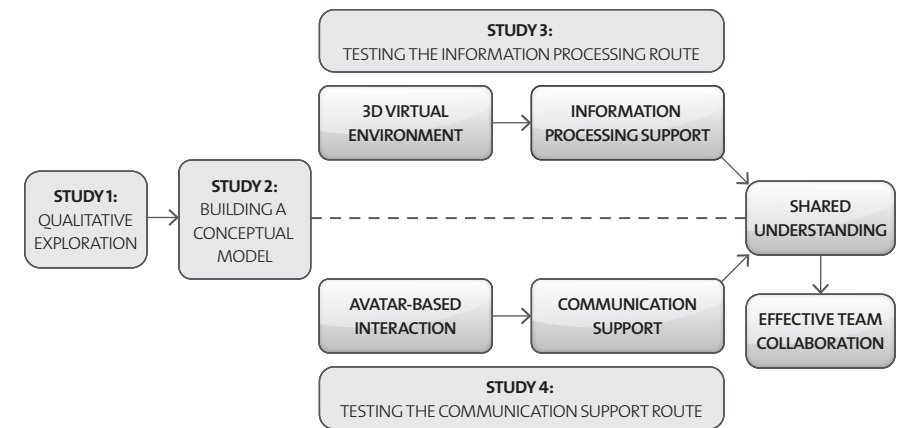 STUDY 3:
TESTING THE INFORMATION PROCESSING ROUTE
3D VIRTUAL
ENVIRONMENT
INFORMATION
PROCESSING SUPPORT
STUDY 1:
QUALITATIVE
EXPLORATION
STUDY 2:
BUILDING A
CONCEPTUAL
MODEL
SHARED
UNDERSTANDING
AVATAR-BASED
INTERACTION
COMMUNICATION
SUPPORT
EFFECTIVE TEAM
COLLABORATION
STUDY 4:
TESTING THE COMMUNICATION SUPPORT ROUTE